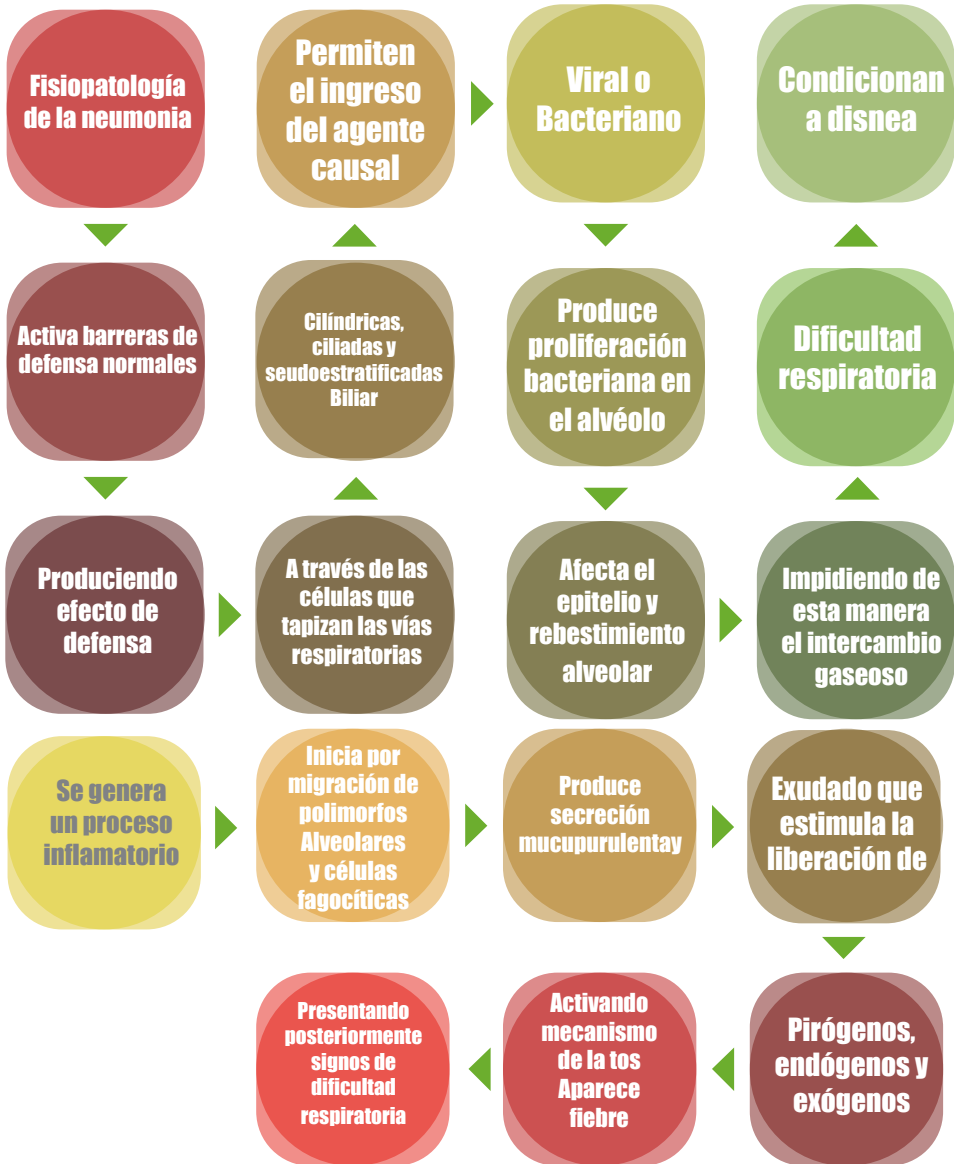 Fisiopatología
de la neumonia
Activa barreras de
defensa normales
Produciendo
efecto de
defensa
A través de las
células que
tapizan las vías
respiratorias
Cilíndricas,
ciliadas y
seudoestratificadas
Biliar
Permiten
el ingreso
del agente
causal
Viral o
Bacteriano
Produce
proliferación
bacteriana en
el alvéolo
Afecta el
epitelio y
rebestimiento
alveolar
Impidiendo de
esta manera
el intercambio
gaseoso
Dificultad
respiratoria
Condicionan
a disnea
Se genera
un proceso
inflamatorio
Inicia por
migración de
polimorfos
Alveolares
y células
fagocíticas
Produce
secreción
mucupurulentay
Exudado que
estimula la
liberación de
Pirógenos,
endógenos y
exógenos
Activando
mecanismo
de la tos
Aparece
fiebre
Presentando
posteriormente
signos de
dificultad
respiratoria